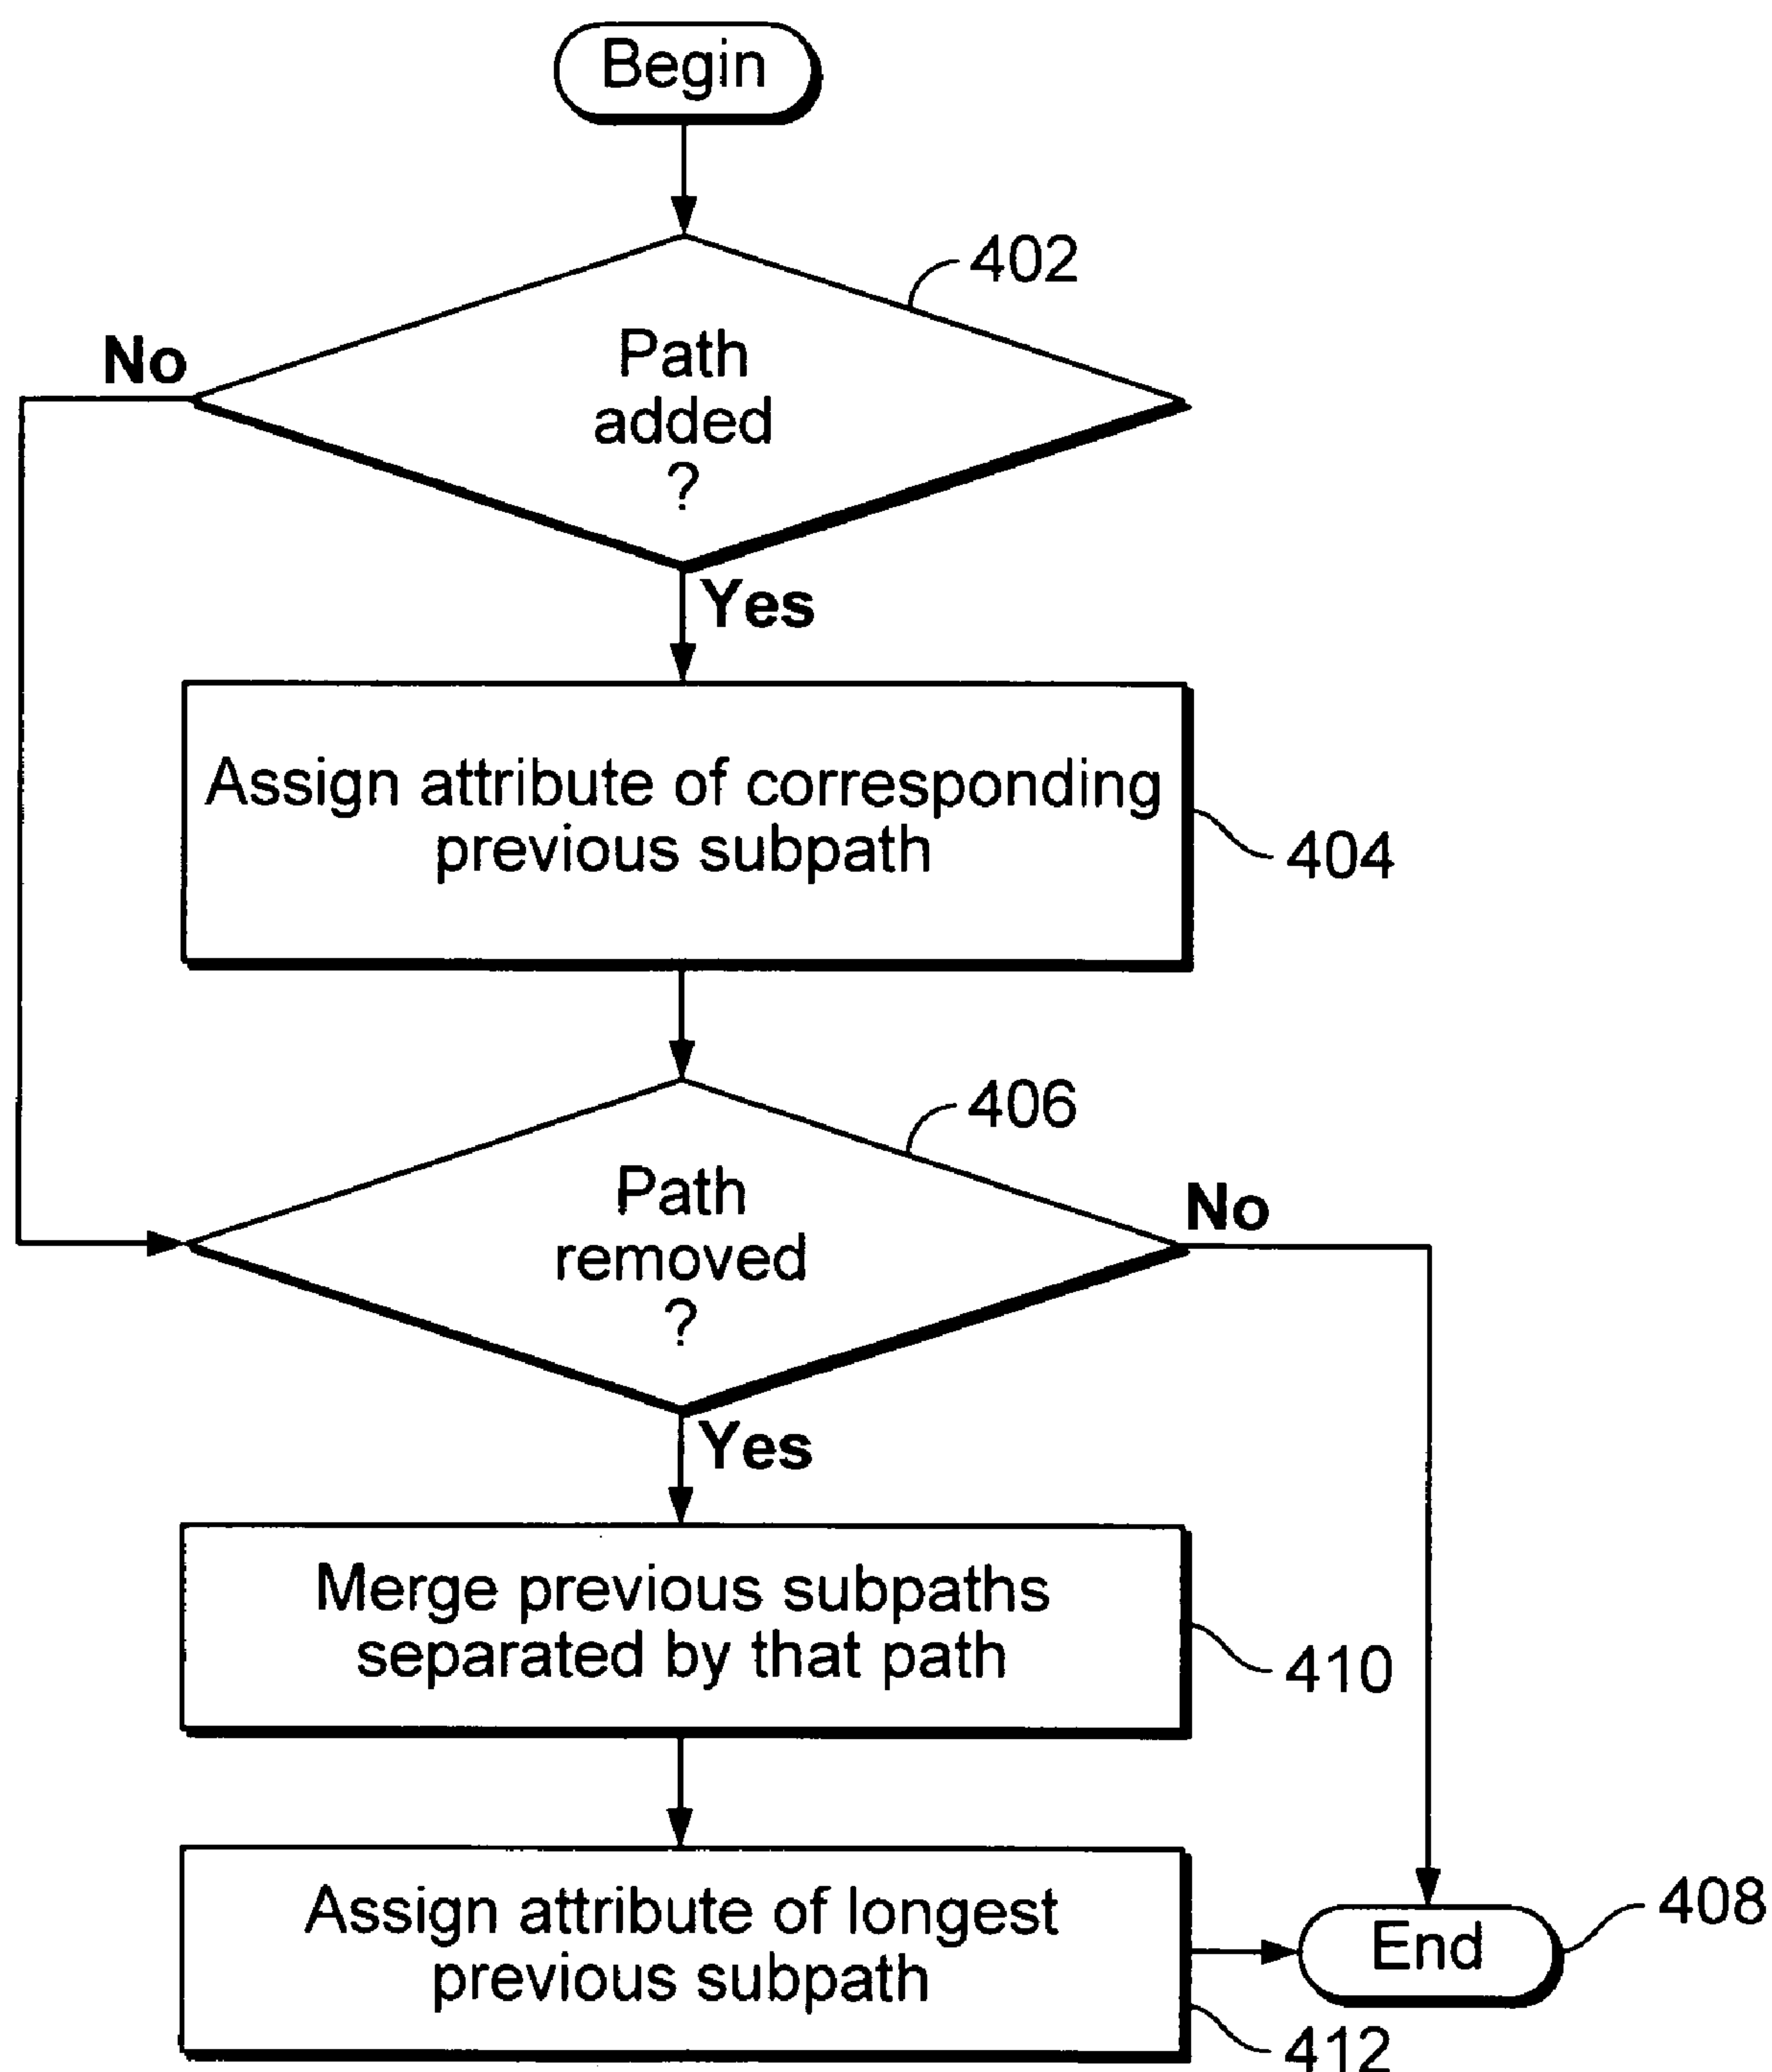 Begin
402
Path
added
?
No
Yes
Assign attribute of corresponding
previous subpath
404
406
Path
removed
?
No
Yes
Merge previous subpaths
separated by that path
410
Assign attribute of longest
previous subpath
412
End
408